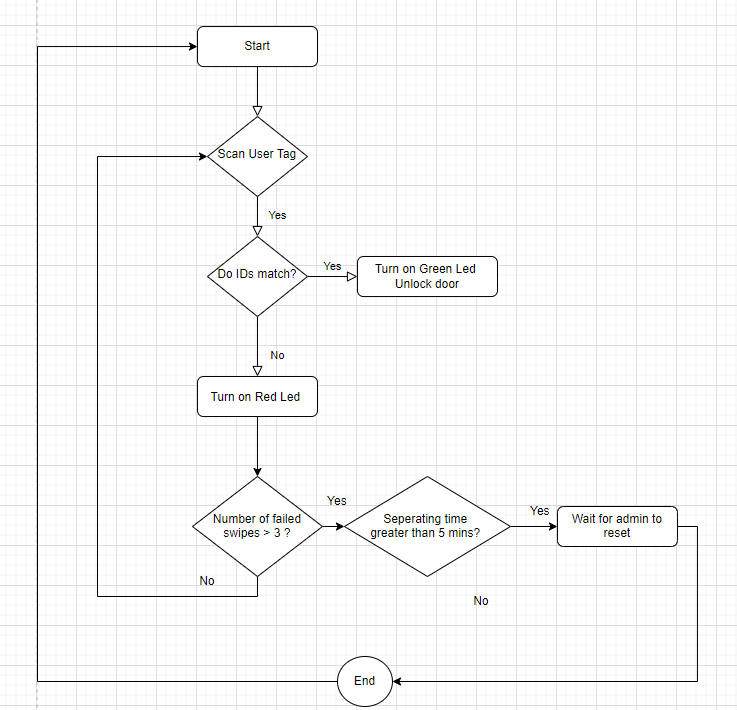 Start
Scan User Tag
Yes
Do IDs match?
Yes
Turn on Green Led
Unlock door
No
Turn on Red Led
Number of failed
swipes > 3 ?
Yes
Seperating time
greater than 5 mins?
Yes
Wait for admin to
reset
No
No
End